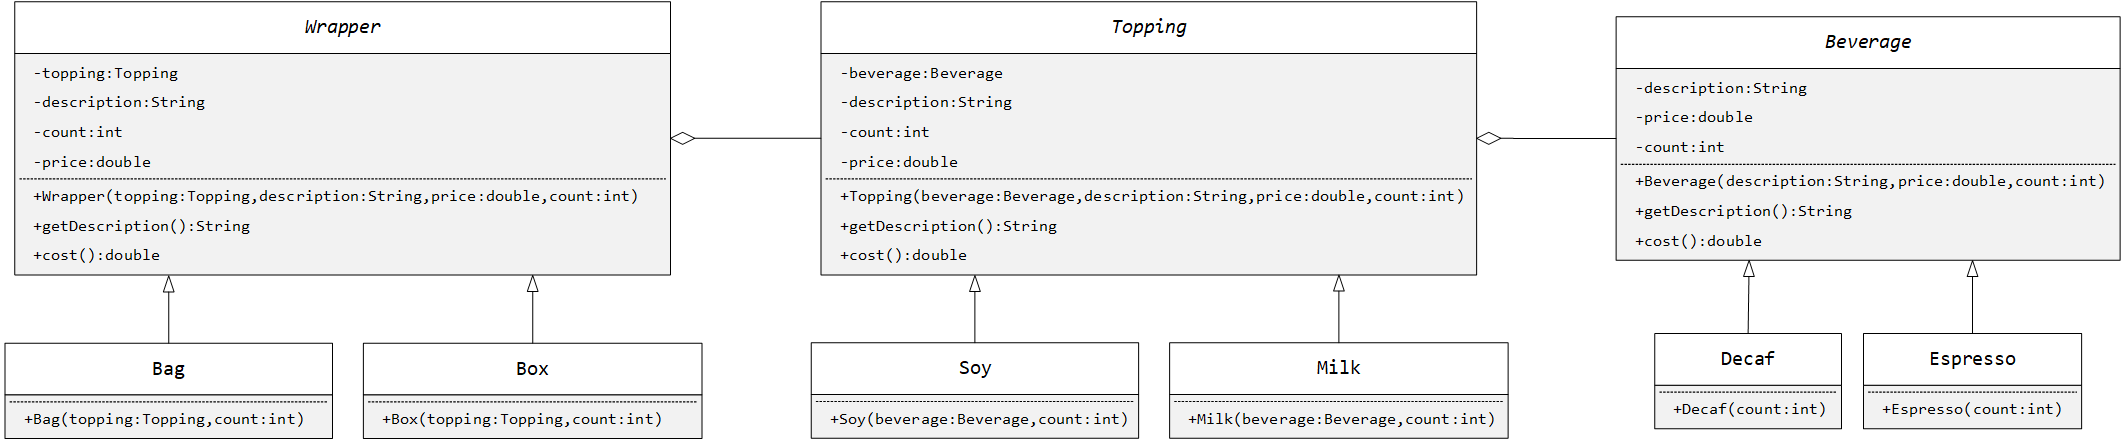 Wrapper
-topping:Topping
-description:String
-count:int
-price:double
+Wrapper(topping:Topping,description:String,price:double,count:int)
+getDescription():String
+cost():double
Topping
-beverage:Beverage
-description:String
-count:int
-price:double
+Topping(beverage:Beverage,description:String,price:double,count:int)
+getDescription():String
+cost():double
Beverage
-description:String
-price:double
-count:int
+Beverage(description:String,price:double,count:int)
+getDescription():String
+cost():double
Bag
+Bag(topping:Topping,count:int)
Box
+Box(topping:Topping,count:int)
Soy
+Soy(beverage:Beverage,count:int)
Milk
+Milk(beverage:Beverage,count:int)
Decaf
+Decaf(count:int)
Espresso
+Espresso(count:int)